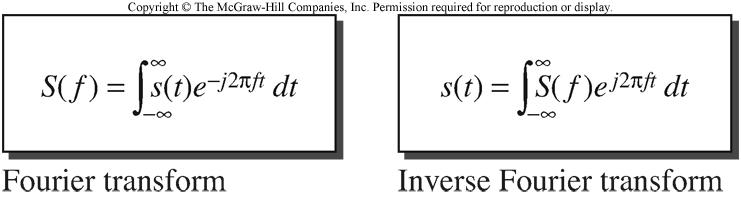 Copyright © The McGraw-Hill Companies, Inc. Permission required for reproduction or display.
S(f) = ∫_{−∞}^{∞} s(t)e^{−j2πft} dt
s(t) = ∫_{−∞}^{∞} S(f)e^{j2πft} dt
Fourier transform
Inverse Fourier transform